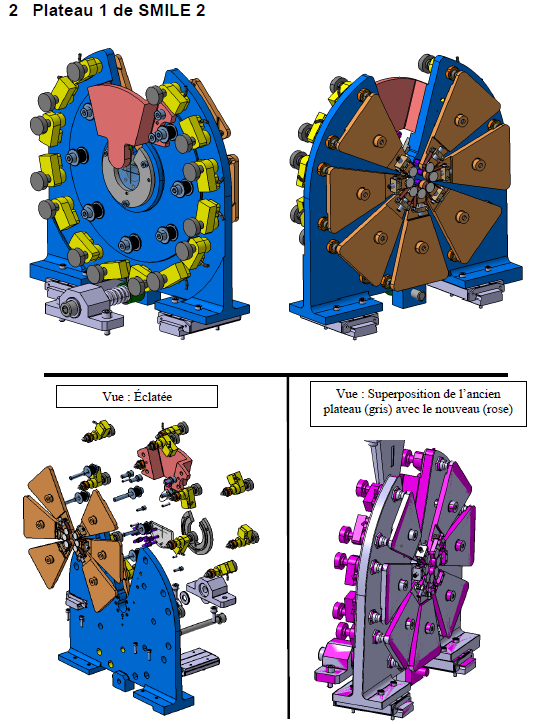 2 Plateau 1 de SMILE 2
Vue : Éclatée
Vue : Superposition de l'ancien
plateau (gris) avec le nouveau (rose)